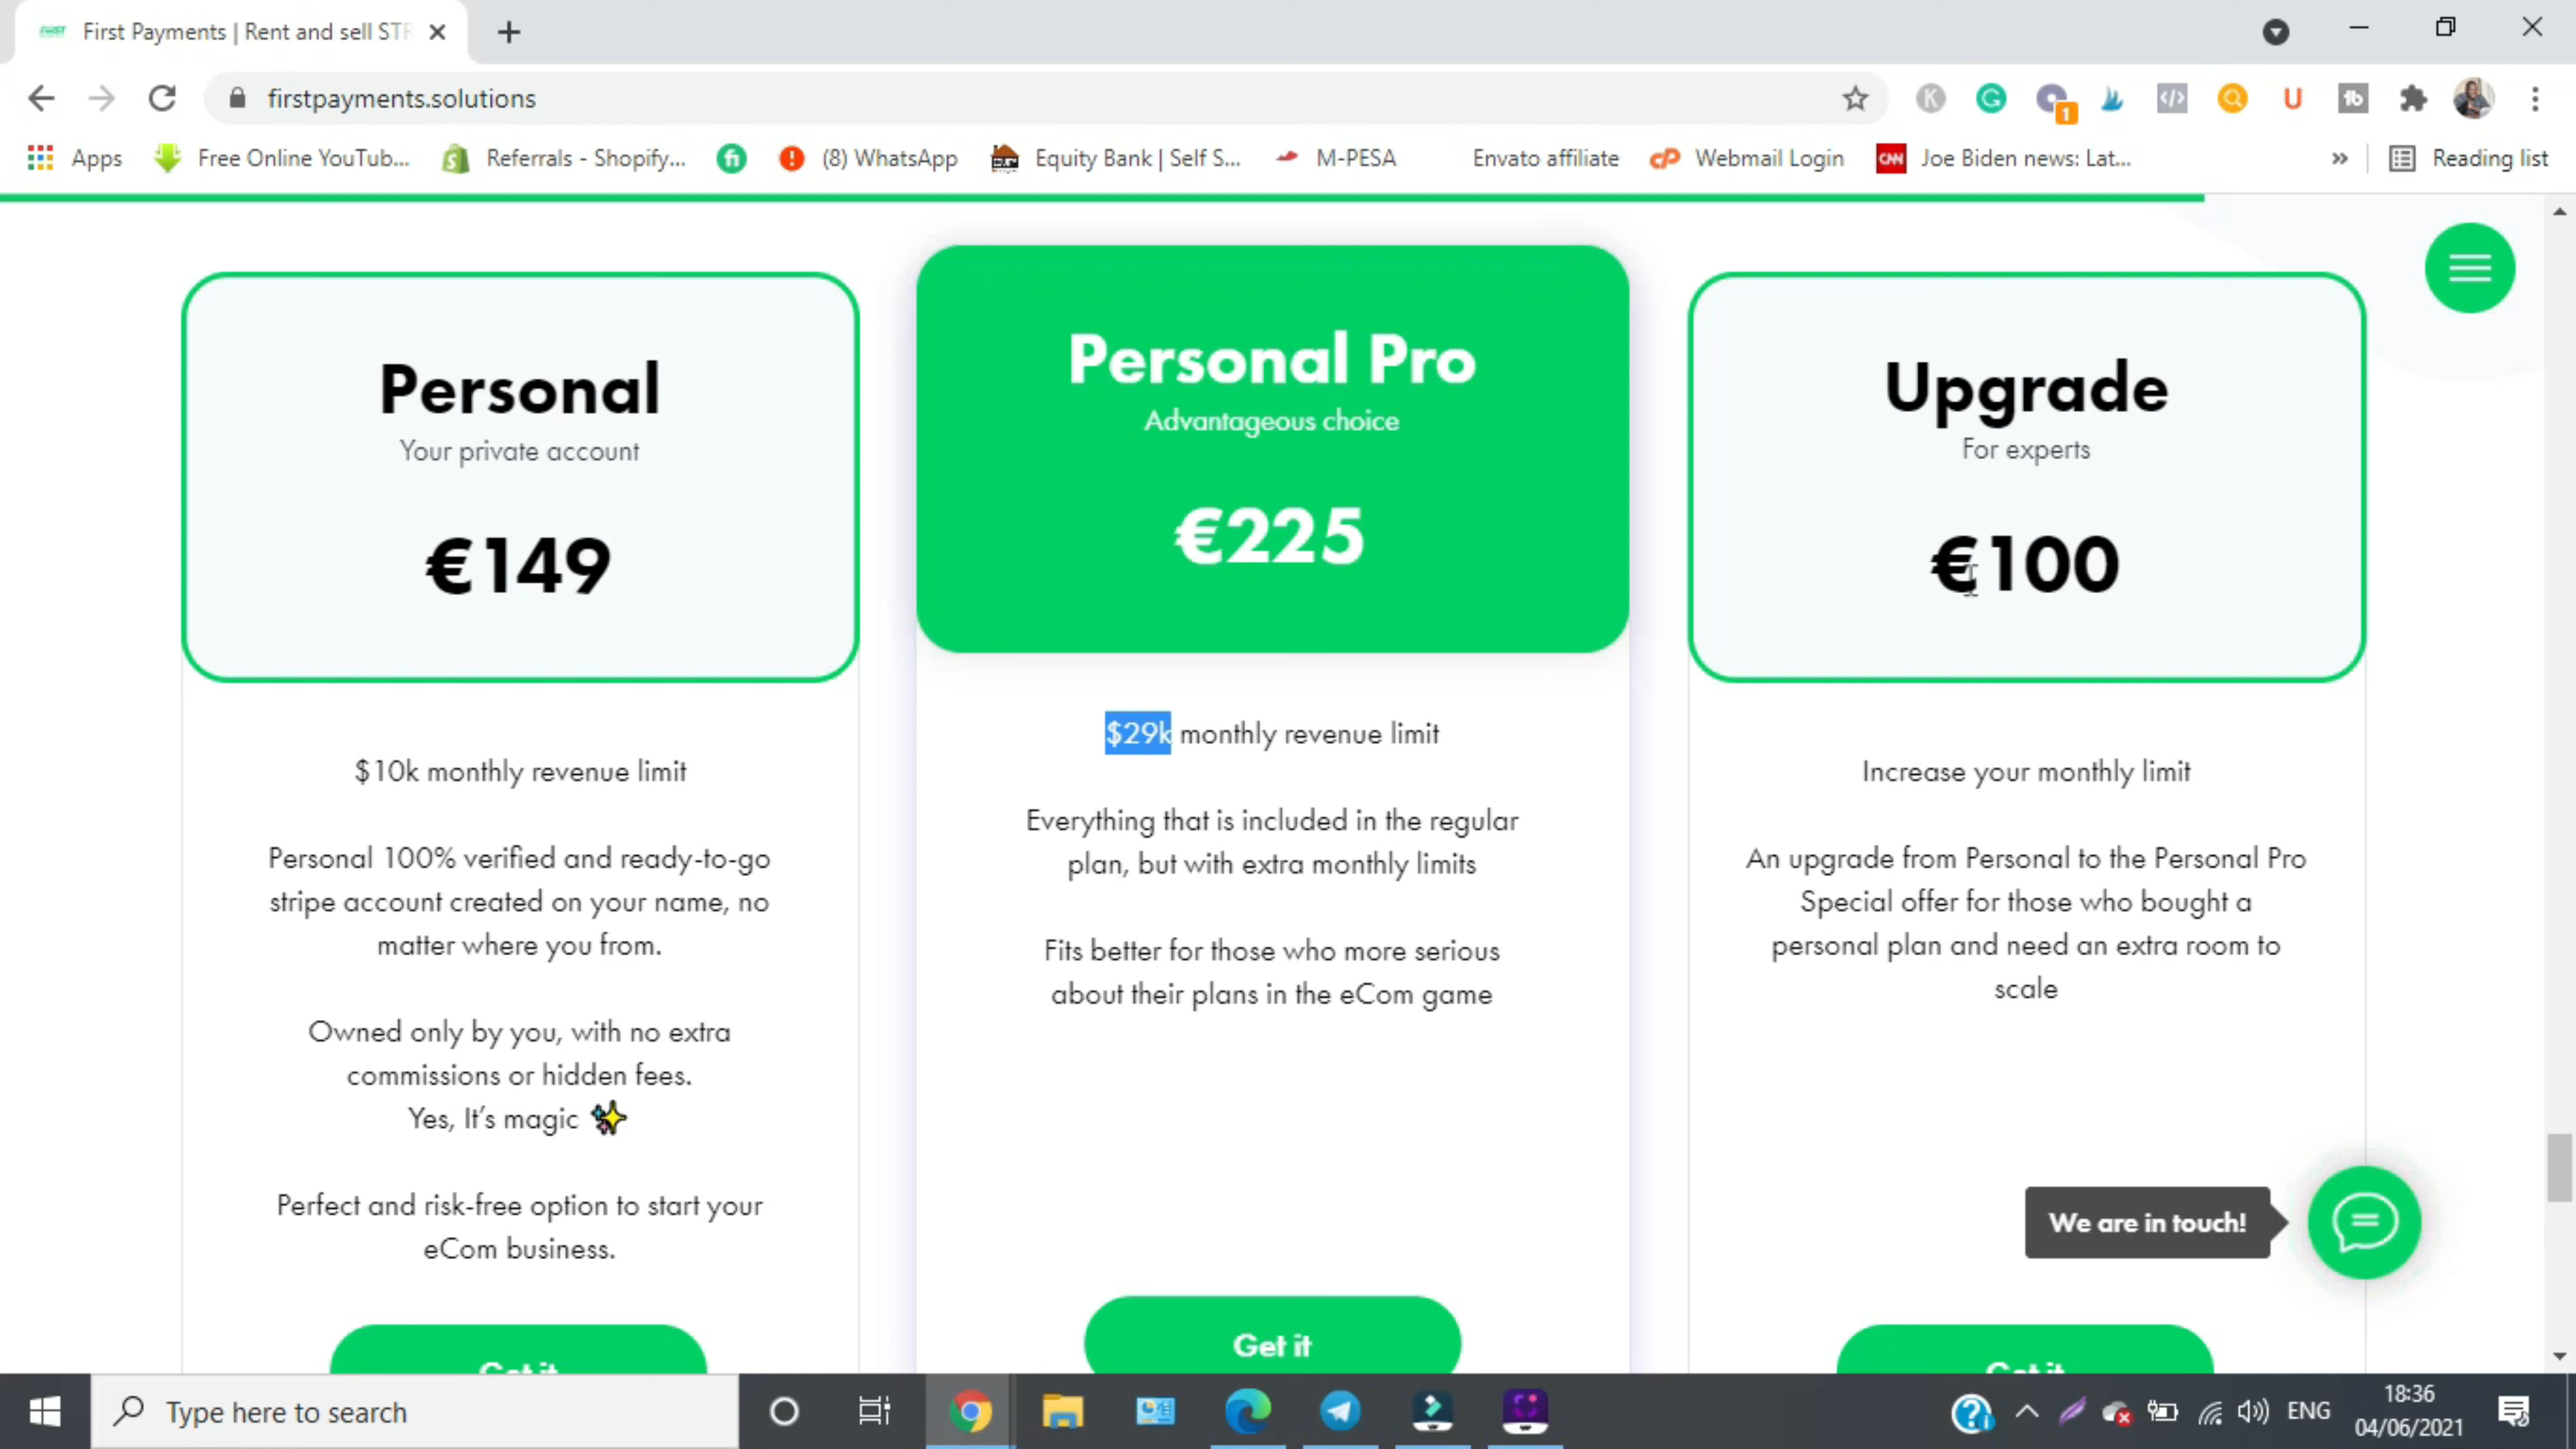 First Payments | Rent and sell STR
firstpayments.solutions
Apps
Free Online YouTub...
Referrals - Shopify...
(8) WhatsApp
Equity Bank | Self S...
M-PESA
Envato affiliate
Webmail Login
CNN
Joe Biden news: Lat...
»
Reading list
Personal
Your private account
€149
$10k monthly revenue limit
Personal 100% verified and ready-to-go
stripe account created on your name, no
matter where you from.
Owned only by you, with no extra
commissions or hidden fees.
Yes, It's magic ✨
Perfect and risk-free option to start your
eCom business.
Get it
Personal Pro
Advantageous choice
€225
$29k monthly revenue limit
Everything that is included in the regular
plan, but with extra monthly limits
Fits better for those who more serious
about their plans in the eCom game
Get it
Upgrade
For experts
€100
Increase your monthly limit
An upgrade from Personal to the Personal Pro
Special offer for those who bought a
personal plan and need an extra room to
scale
We are in touch!
Get it
Type here to search
ENG
18:36
04/06/2021